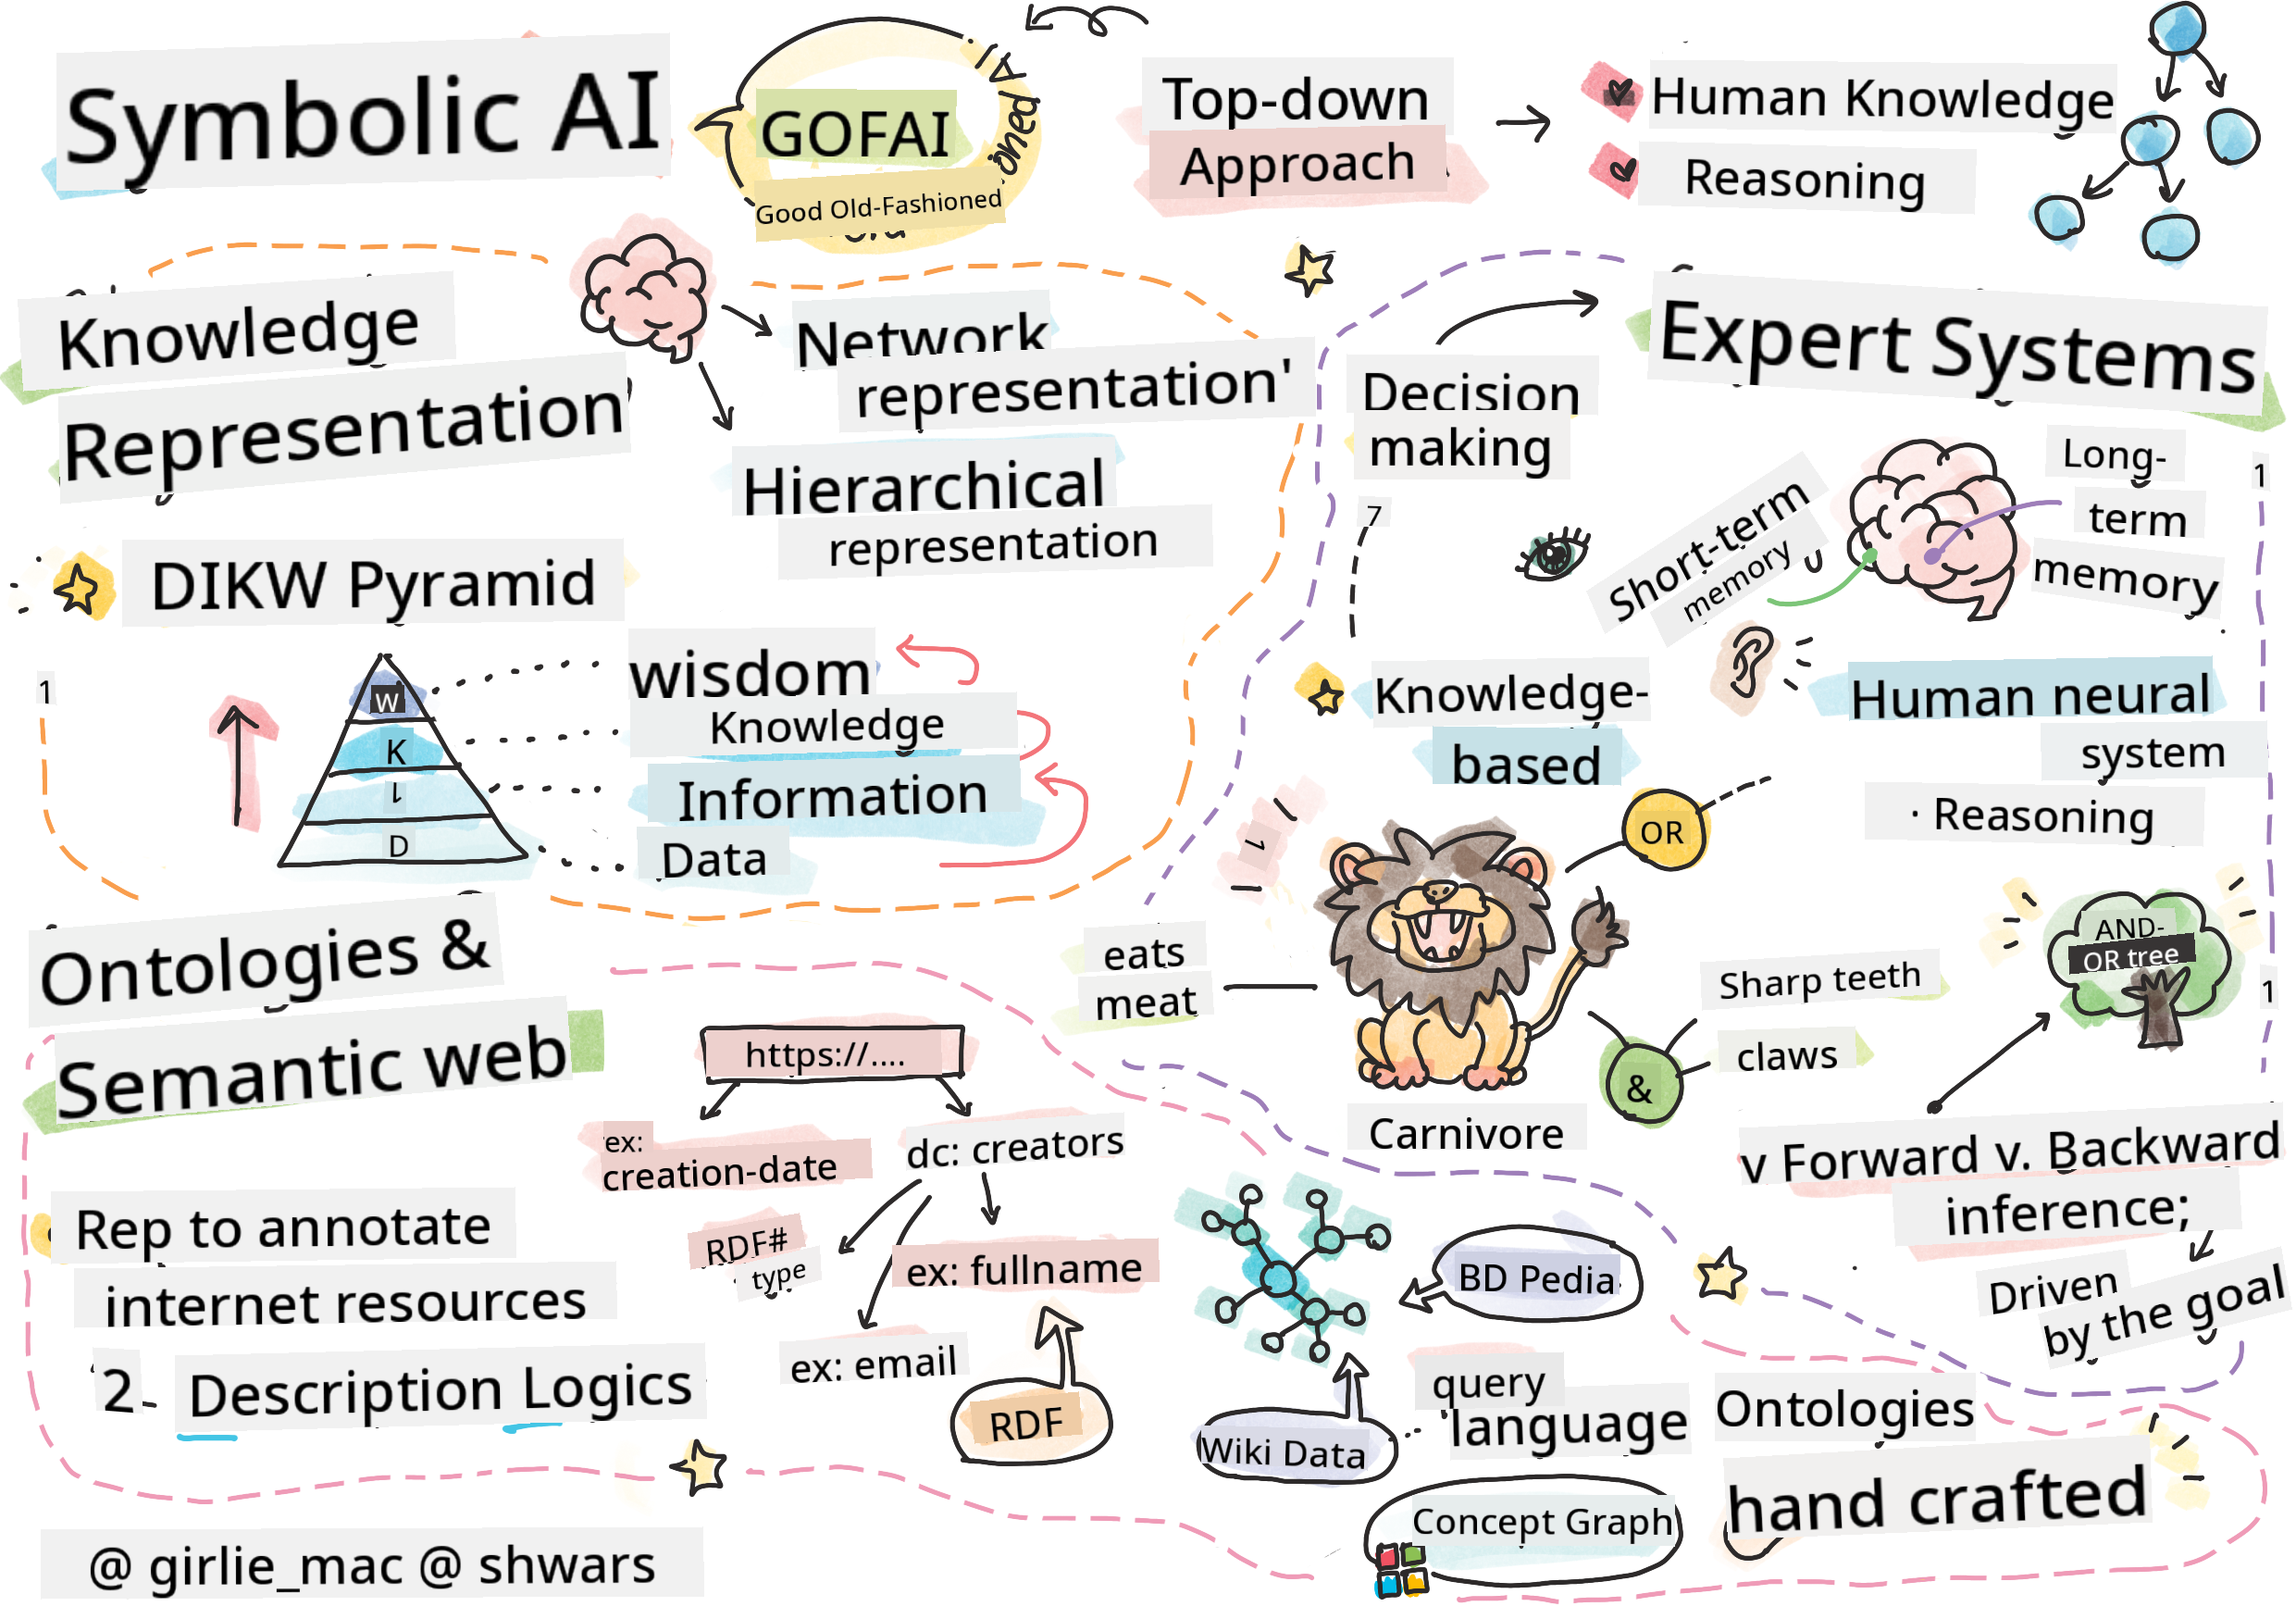 Symbolic AI
GOFAI
Good Old-Fashioned
oned AI
Top-down
Approach
Human Knowledge
Reasoning
Knowledge
Representation
Network
representation'
Hierarchical
representation
DIKW Pyramid
W
K
D
wisdom
Knowledge
Information
Data
1
Expert Systems
Decision
making
7
Short-term
memory
Long-
term
memory
1
Knowledge-
based
Human neural
system
· Reasoning
OR
eats
meat
Sharp teeth
claws
&
Carnivore
AND-
OR tree
1
v Forward v. Backward
inference;
Driven
by the goal
Ontologies &
Semantic web
https://....
ex:
creation-date
dc: creators
RDF#
type
ex: fullname
ex: email
RDF
Rep to annotate
internet resources
2
Description Logics
BD Pedia
Wiki Data
query
language
Concept Graph
Ontologies
hand crafted
@ girlie_mac @ shwars